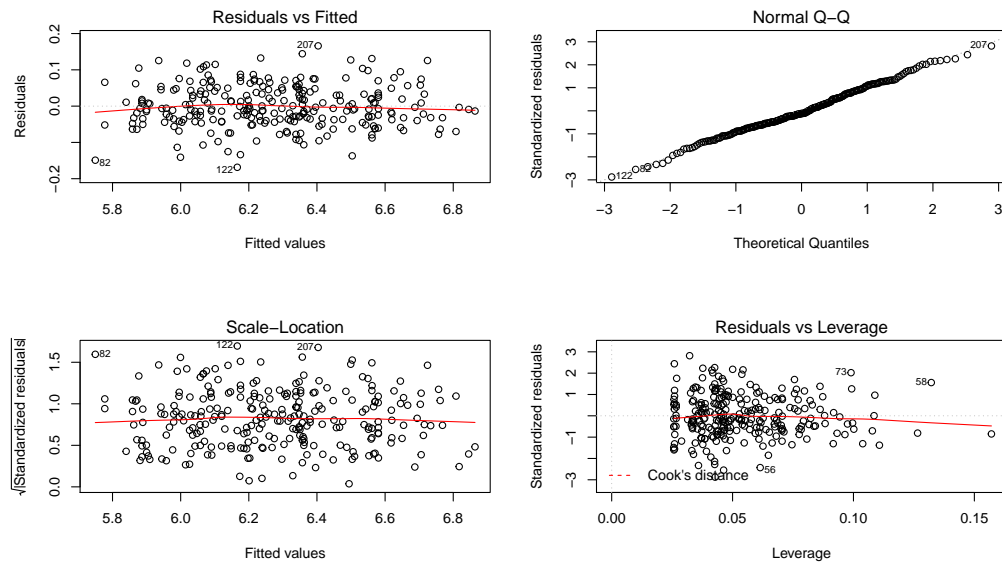 Residuals vs Fitted
Residuals
0.2
0.1
0.0
−0.2
207
82
122
5.8 6.0 6.2 6.4 6.6 6.8
Fitted values
Normal Q−Q
Standardized residuals
3
1
−1
−3
207
122
82
−3 −2 −1 0 1 2 3
Theoretical Quantiles
Scale−Location
√|Standardized residuals|
1.5
1.0
0.5
0.0
82
122
207
5.8 6.0 6.2 6.4 6.6 6.8
Fitted values
Residuals vs Leverage
Standardized residuals
3
1
−1
−3
73
58
56
Cook's distance
0.00 0.05 0.10 0.15
Leverage